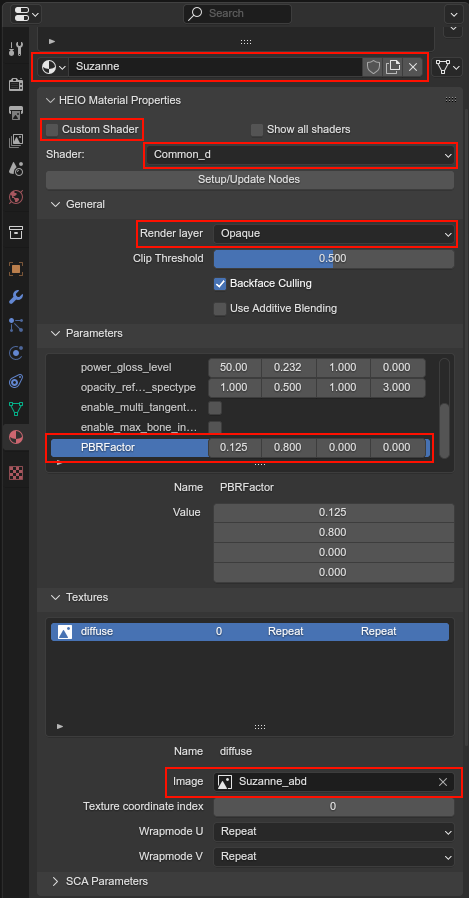 Search
Suzanne
HEIO Material Properties
Custom Shader Show all shaders
Shader: Common_d
Setup/Update Nodes
General
Render layer Opaque
Clip Threshold 0.500
Backface Culling
Use Additive Blending
Parameters
power_gloss_level 50.00 0.232 1.000 0.000
opacity_ref…_spectype 1.000 0.500 1.000 3.000
enable_multi_tangent…
enable_max_bone_in…
PBRFactor 0.125 0.800 0.000 0.000
Name PBRFactor
Value 0.125
0.800
0.000
0.000
Textures
diffuse 0 Repeat Repeat
Name diffuse
Image Suzanne_abd
Texture coordinate index 0
Wrapmode U Repeat
Wrapmode V Repeat
SCA Parameters